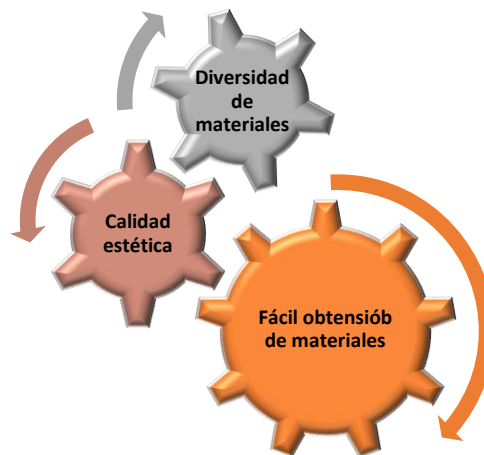 Diversidad
de
materiales
Calidad
estética
Fácil obtensiób
de materiales